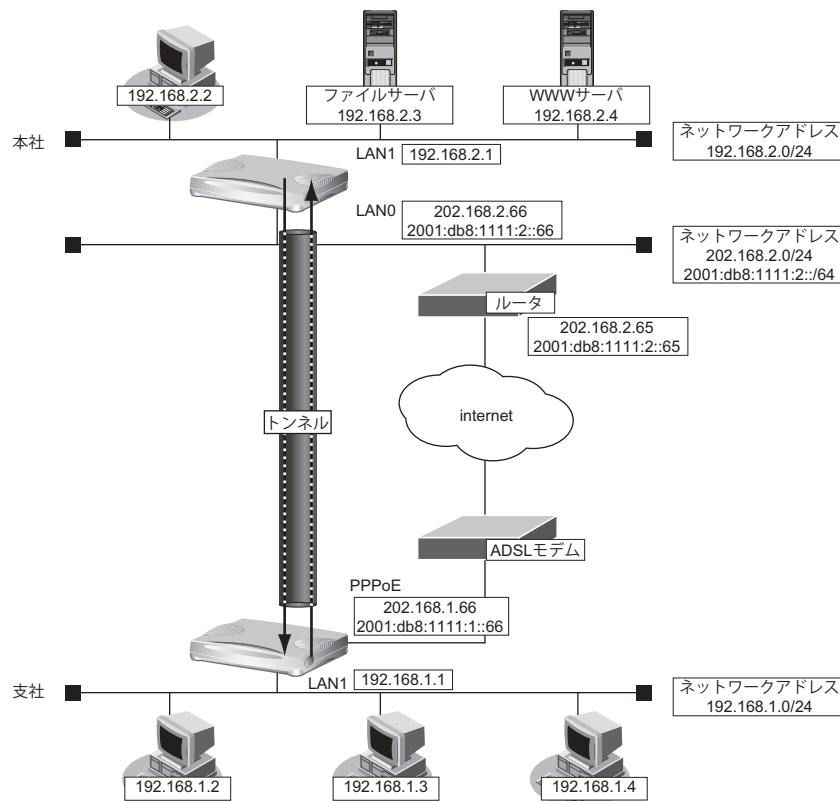 192.168.2.2
ファイルサーバ
192.168.2.3
WWWサーバ
192.168.2.4
本社
ネットワークアドレス
192.168.2.0/24
LAN1
192.168.2.1
LAN0
202.168.2.66
2001:db8:1111:2::66
ネットワークアドレス
202.168.2.0/24
2001:db8:1111:2::/64
ルータ
202.168.2.65
2001:db8:1111:2::65
トンネル
internet
ADSLモデム
PPPoE
202.168.1.66
2001:db8:1111:1::66
LAN1
192.168.1.1
支社
ネットワークアドレス
192.168.1.0/24
192.168.1.2
192.168.1.3
192.168.1.4